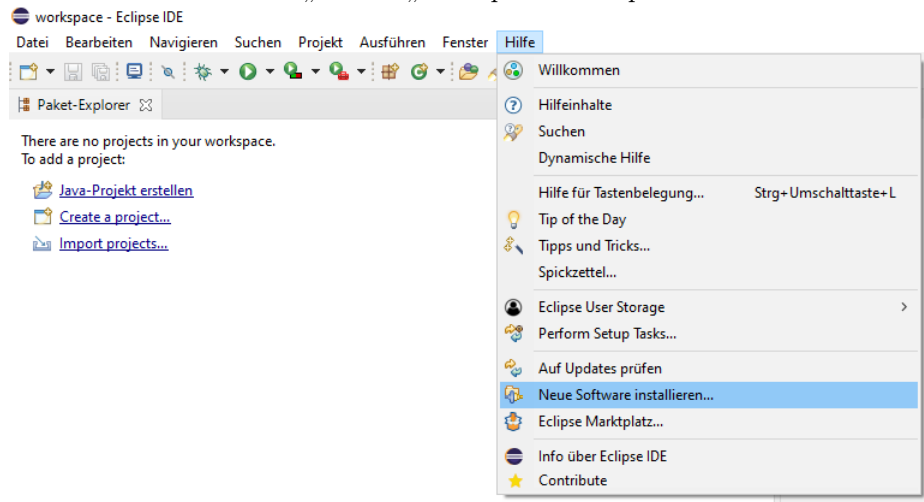 workspace - Eclipse IDE
Datei Bearbeiten Navigieren Suchen Projekt Ausführen Fenster Hilfe
Paket-Explorer
There are no projects in your workspace.
To add a project:
Java-Projekt erstellen
Create a project...
Import projects...
Willkommen
Hilfeinhalte
Suchen
Dynamische Hilfe
Hilfe für Tastenbelegung... Strg+Umschalttaste+L
Tip of the Day
Tipps und Tricks...
Spickzettel...
Eclipse User Storage
Perform Setup Tasks...
Auf Updates prüfen
Neue Software installieren...
Eclipse Marktplatz...
Info über Eclipse IDE
Contribute